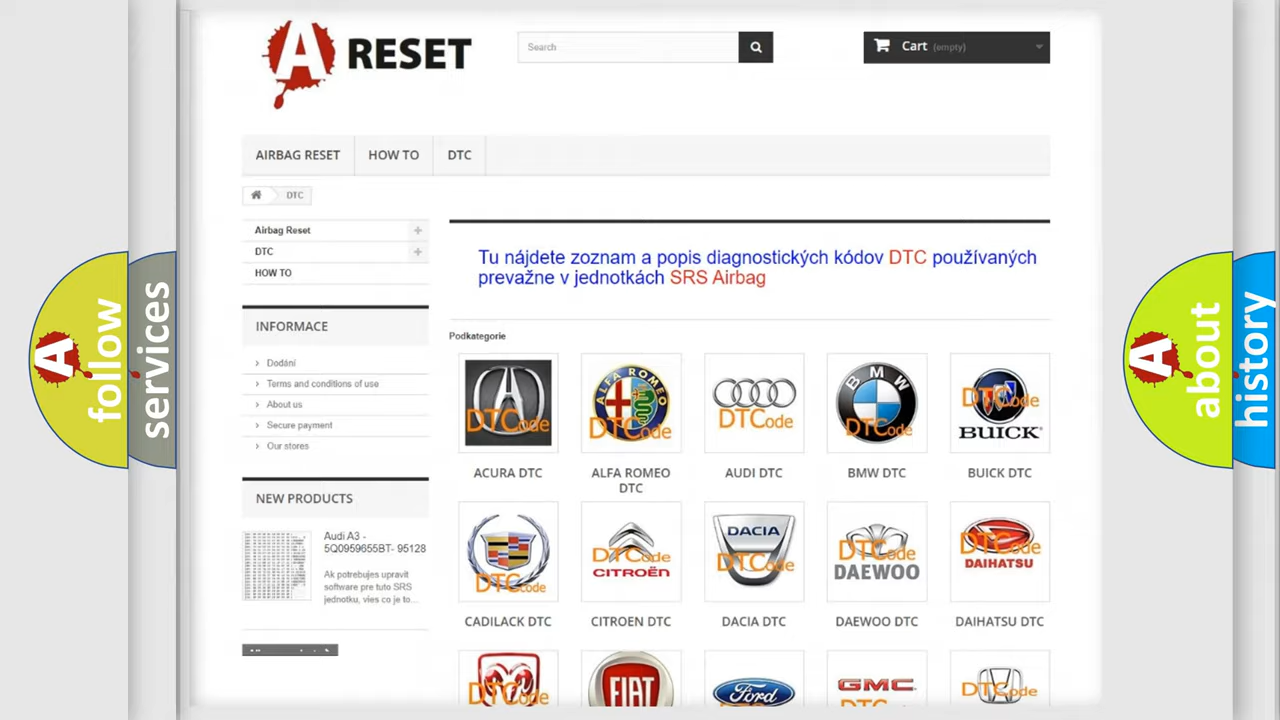 A RESET
Search
Cart (empty)
AIRBAG RESET
HOW TO
DTC
DTC
Airbag Reset
DTC
HOW TO
INFORMACE
Dodání
Terms and conditions of use
About us
Secure payment
Our stores
NEW PRODUCTS
Audi A3 -
5Q0959655BT- 95128
Ak potrebujes upravit
software pre tuto SRS
jednotku, vies co je to...
Tu nájdete zoznam a popis diagnostických kódov DTC používaných
prevažne v jednotkách SRS Airbag
Podkategorie
DTCode
ALFA ROMEO
DTCode
DTCode
BMW
DTCode
DTCode
BUICK
ACURA DTC
ALFA ROMEO
DTC
AUDI DTC
BMW DTC
BUICK DTC
DTCode
DTCode
CITROËN
DACIA
DTCode
DTCode
DAEWOO
DTCode
DAIHATSU
CADILACK DTC
CITROEN DTC
DACIA DTC
DAEWOO DTC
DAIHATSU DTC
DTCode
FIAT
Ford
GMC
DTCode
A follow
services
A about
history